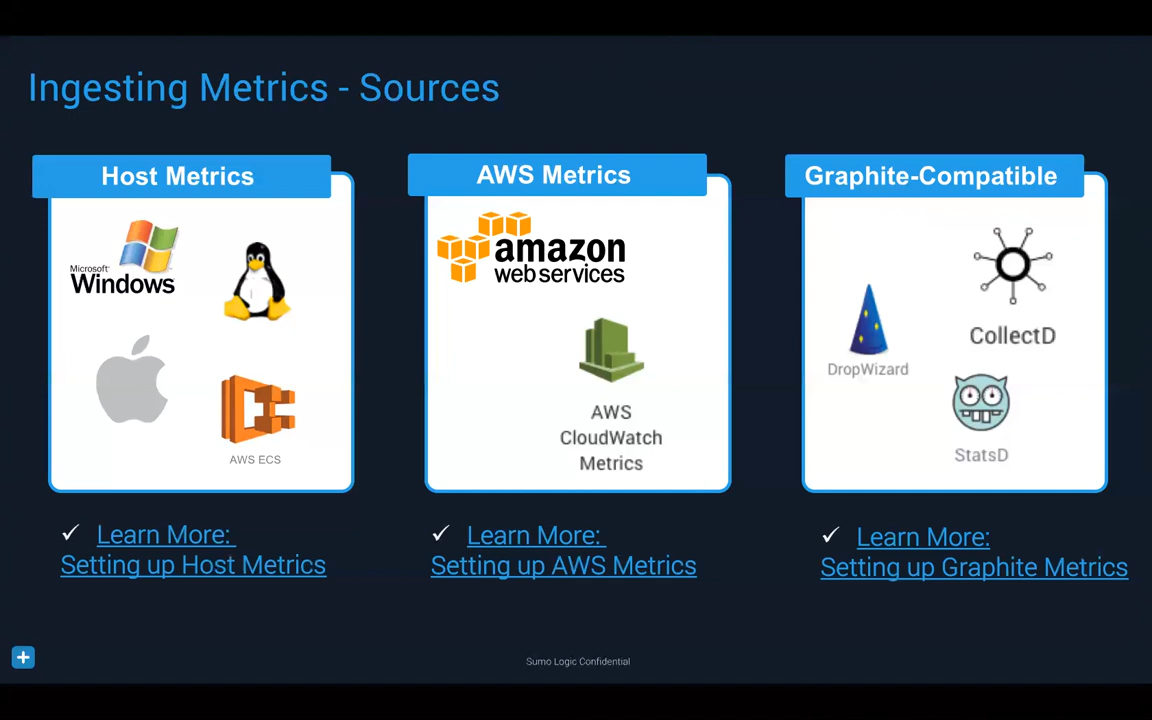 Ingesting Metrics - Sources
Host Metrics
Microsoft
Windows
AWS ECS
Learn More:
Setting up Host Metrics
AWS Metrics
amazon
web services
AWS
CloudWatch
Metrics
Learn More:
Setting up AWS Metrics
Graphite-Compatible
CollectD
DropWizard
StatsD
Learn More:
Setting up Graphite Metrics
Sumo Logic Confidential